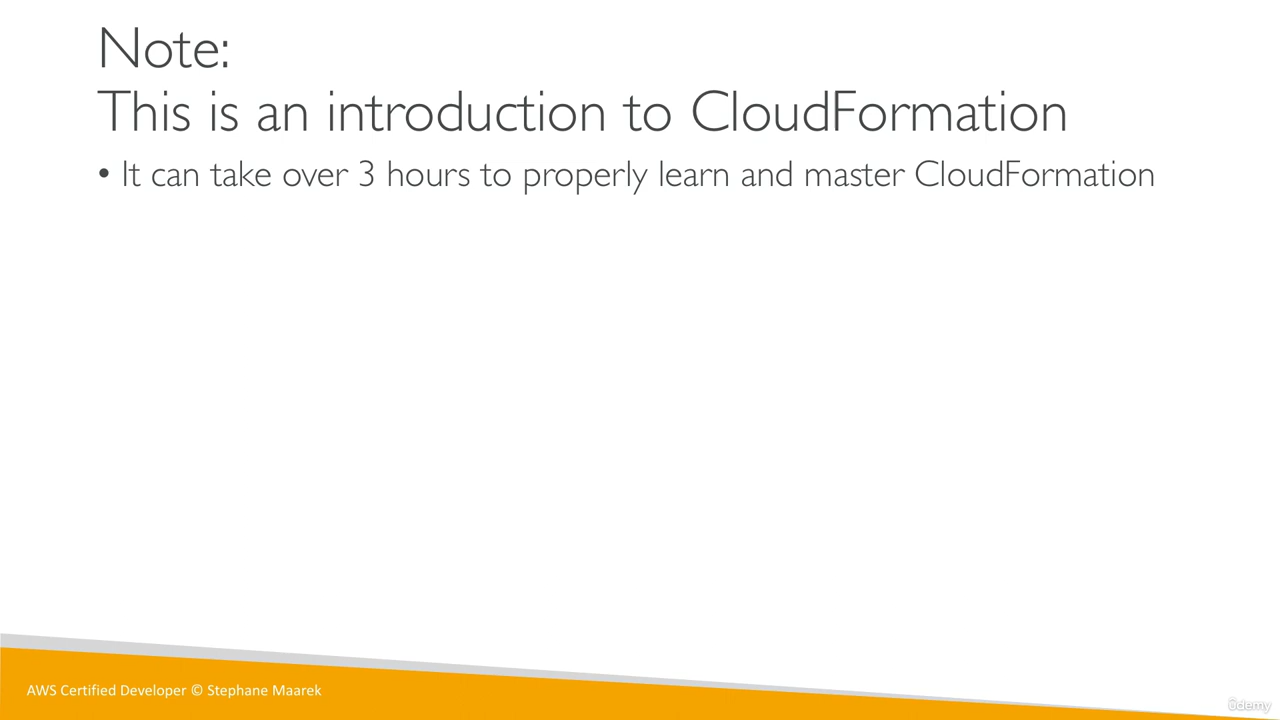 Note:
This is an introduction to CloudFormation
• It can take over 3 hours to properly learn and master CloudFormation
AWS Certified Developer © Stephane Maarek
ûdemy